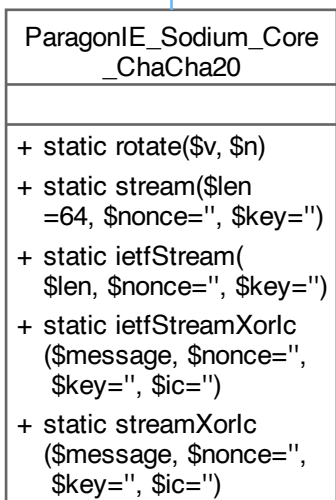 ParagonIE_Sodium_Core
_ChaCha20
+ static rotate($v, $n)
+ static stream($len
=64, $nonce='', $key='')
+ static ietfStream(
$len, $nonce='', $key='')
+ static ietfStreamXorIc
($message, $nonce='',
$key='', $ic='')
+ static streamXorIc
($message, $nonce='',
$key='', $ic='')